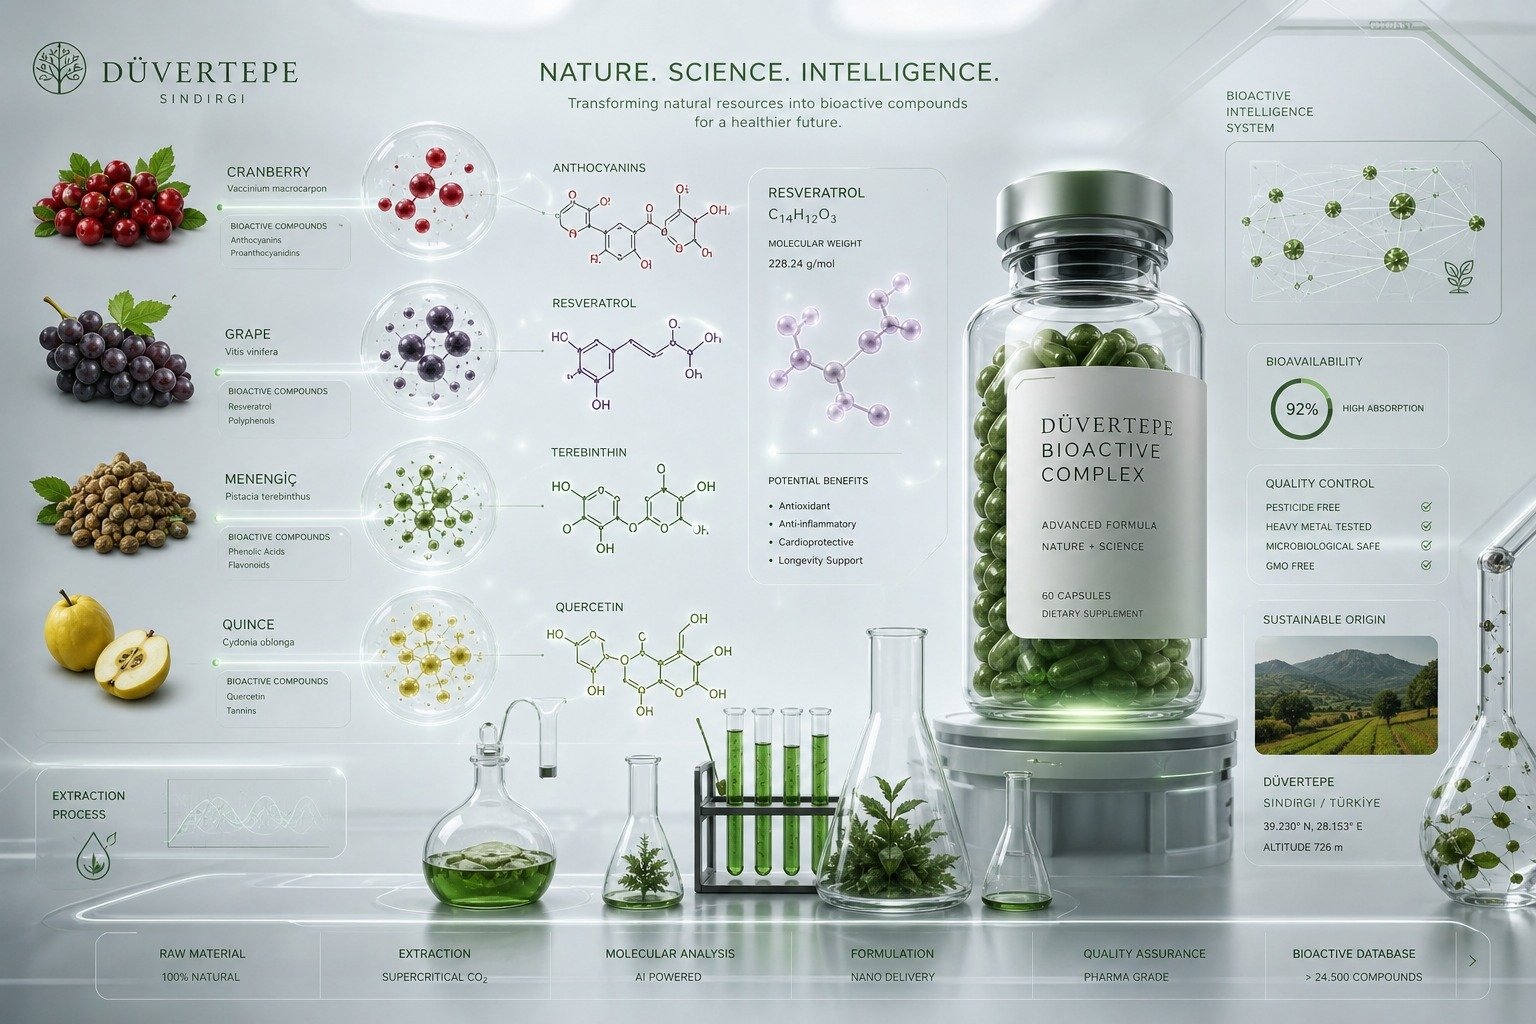 DÜVERTEPE
SINDIRGI
NATURE. SCIENCE. INTELLIGENCE.
Transforming natural resources into bioactive compounds
for a healthier future.
CRANBERRY
Vaccinium macrocarpon
BIOACTIVE COMPOUNDS
Anthocyanins
Proanthocyanidins
GRAPE
Vitis vinifera
BIOACTIVE COMPOUNDS
Resveratrol
Polyphenols
MENENGİÇ
Pistacia terebinthus
BIOACTIVE COMPOUNDS
Phenolic Acids
Flavonoids
QUINCE
Cydonia oblonga
BIOACTIVE COMPOUNDS
Quercetin
Tannins
ANTHOCYANINS
RESVERATROL
HO
OH
TEREBINTHIN
HO
OH
O
O
OH
QUERCETIN
HO
OH
OH
OH
OH
OH
RESVERATROL
C₁₄H₁₂O₃
MOLECULAR WEIGHT
228.24 g/mol
POTENTIAL BENEFITS
• Antioxidant
• Anti-inflammatory
• Cardioprotective
• Longevity Support
DÜVERTEPE
BIOACTIVE
COMPLEX
ADVANCED FORMULA
NATURE + SCIENCE
60 CAPSULES
DIETARY SUPPLEMENT
BIOACTIVE
INTELLIGENCE
SYSTEM
BIOAVAILABILITY
92% HIGH ABSORPTION
QUALITY CONTROL
PESTICIDE FREE
HEAVY METAL TESTED
MICROBIOLOGICAL SAFE
GMO FREE
SUSTAINABLE ORIGIN
DÜVERTEPE
SINDIRGI / TÜRKİYE
39.230° N, 28.153° E
ALTITUDE 726 m
EXTRACTION
PROCESS
RAW MATERIAL
100% NATURAL
EXTRACTION
SUPERCRITICAL CO₂
MOLECULAR ANALYSIS
AI POWERED
FORMULATION
NANO DELIVERY
QUALITY ASSURANCE
PHARMA GRADE
BIOACTIVE DATABASE
> 24.500 COMPOUNDS